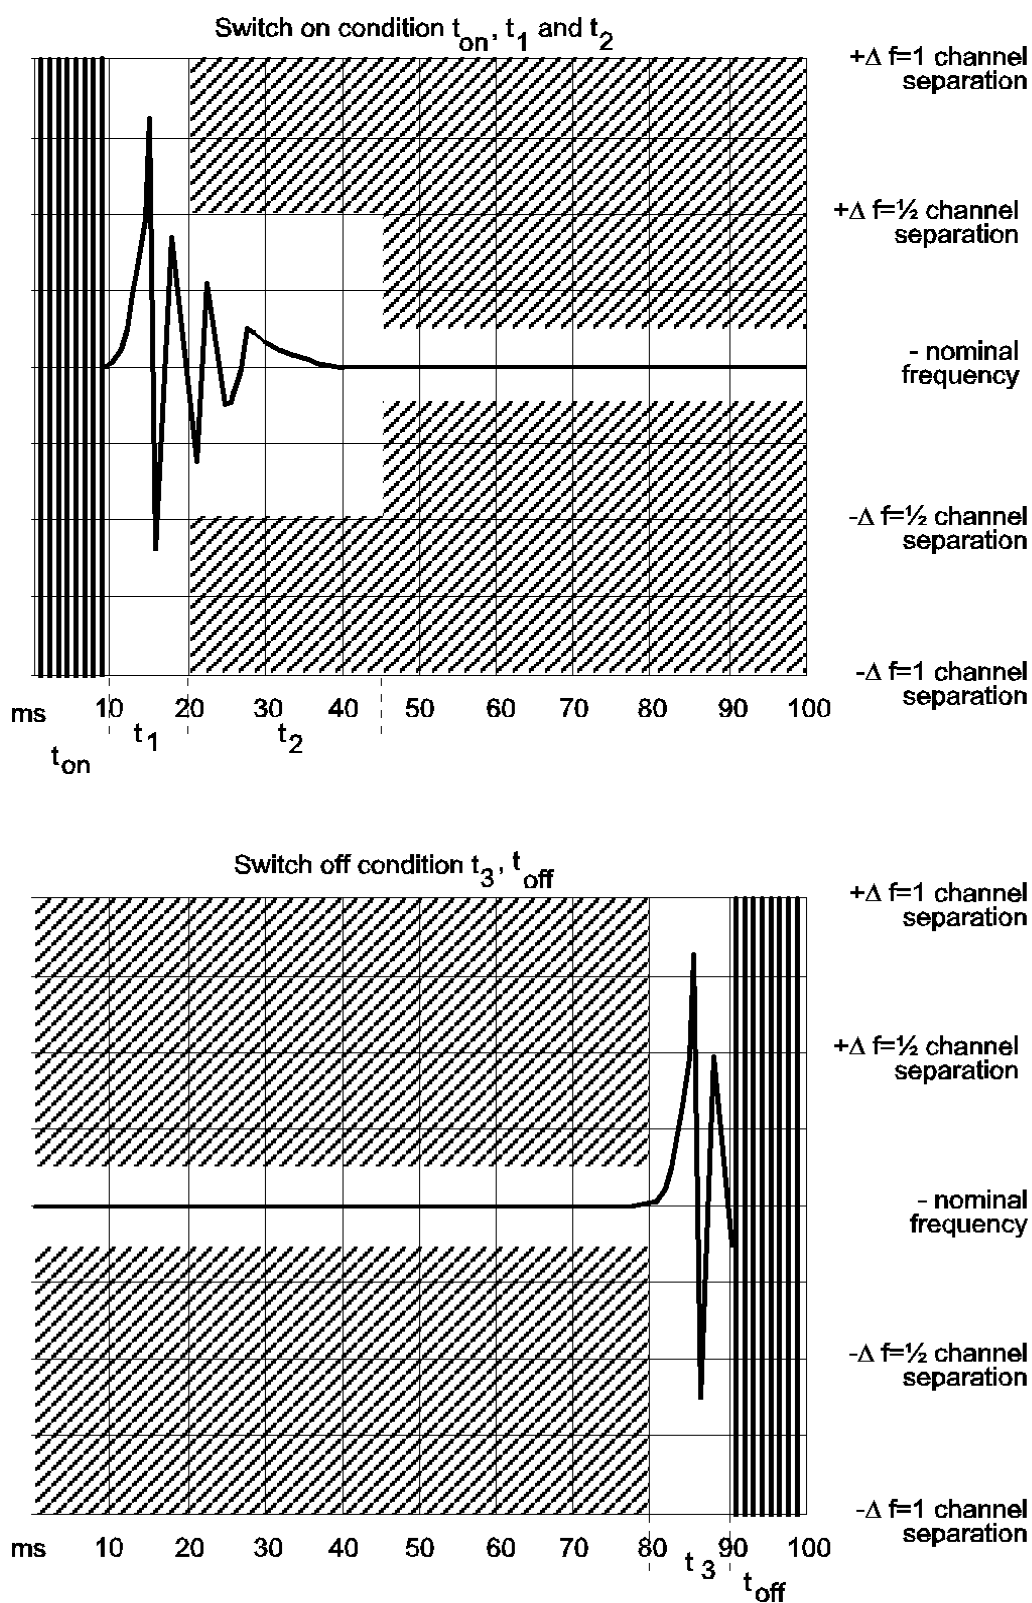 Switch on condition t_on, t_1 and t_2
+Δ f=1 channel
separation
+Δ f=½ channel
separation
- nominal
frequency
-Δ f=½ channel
separation
-Δ f=1 channel
separation
ms 10 20 30 40 50 60 70 80 90 100
t_1 t_2
t_on
Switch off condition t_3, t_off
+Δ f=1 channel
separation
+Δ f=½ channel
separation
- nominal
frequency
-Δ f=½ channel
separation
-Δ f=1 channel
separation
ms 10 20 30 40 50 60 70 80 90 100
t_3
t_off